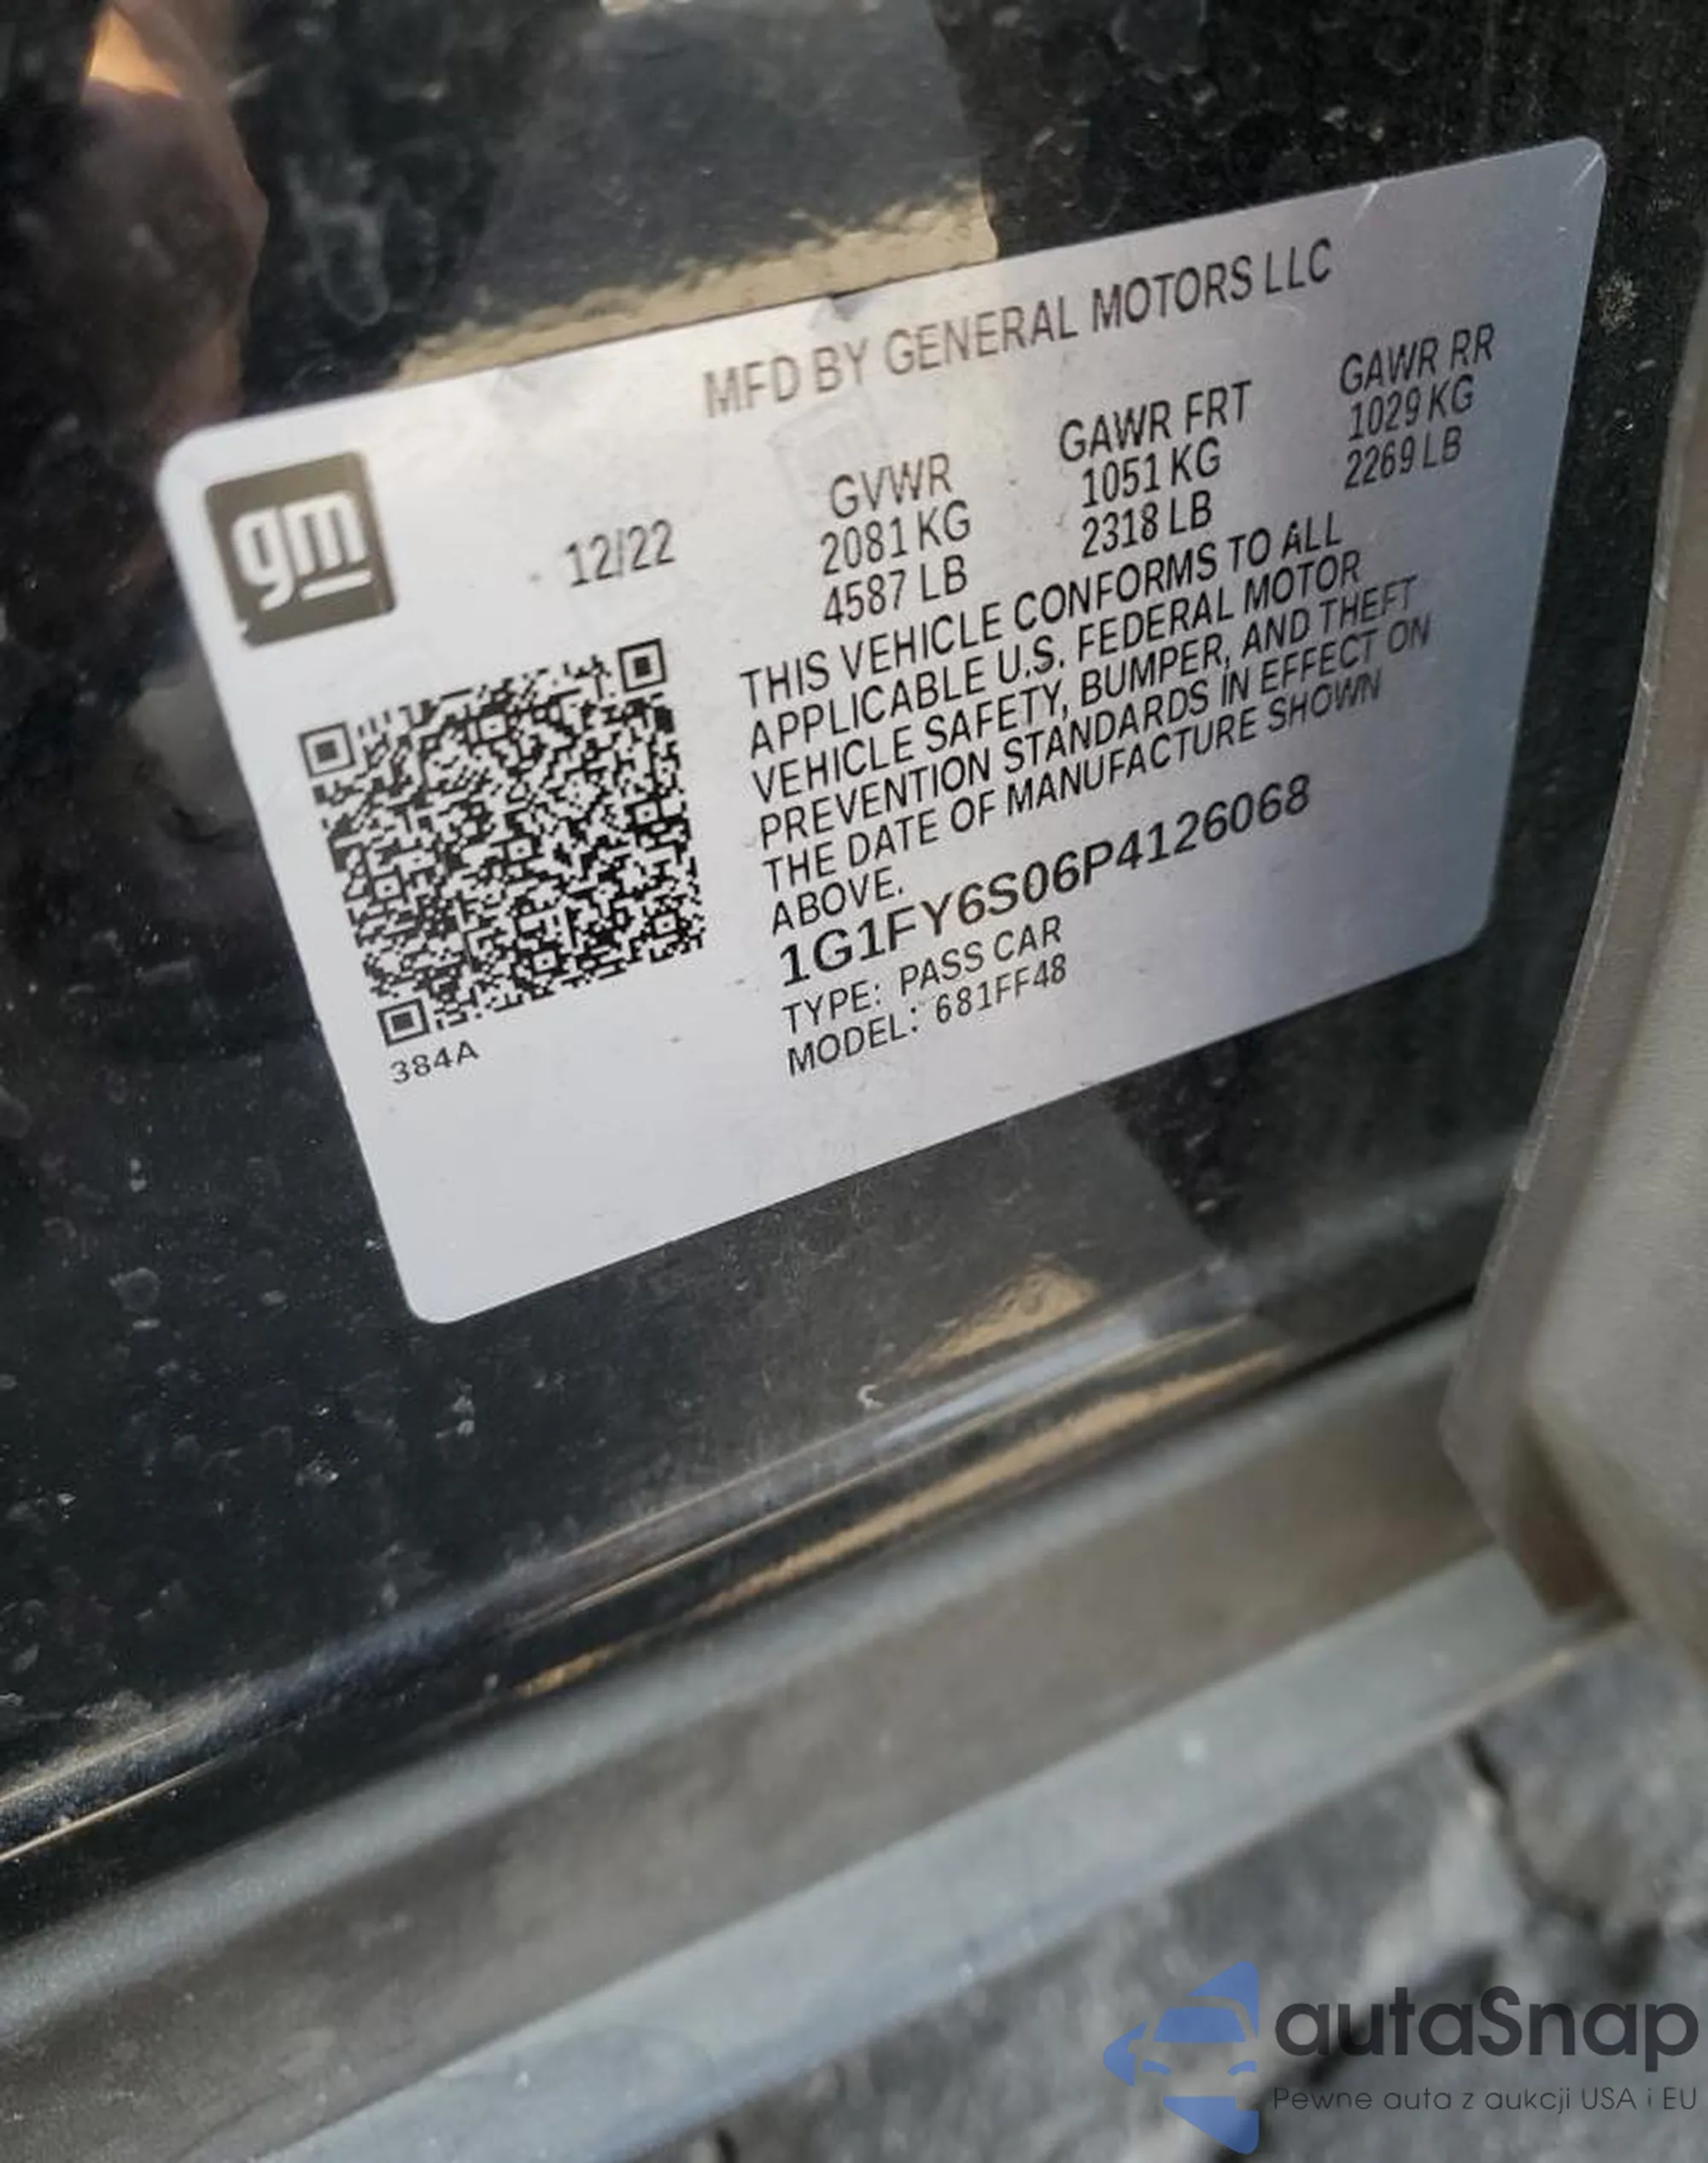 MFD BY GENERAL MOTORS LLC
gm
12/22
GVWR
2081 KG
4587 LB
GAWR FRT
1051 KG
2318 LB
GAWR RR
1029 KG
2269 LB
THIS VEHICLE CONFORMS TO ALL
APPLICABLE U.S. FEDERAL MOTOR
VEHICLE SAFETY, BUMPER, AND THEFT
PREVENTION STANDARDS IN EFFECT ON
THE DATE OF MANUFACTURE SHOWN
ABOVE.
1G1FY6S06P4126068
TYPE: PASS CAR
MODEL: 681FF48
384A
autaSnap
Pewne auta z aukcji USA i EU